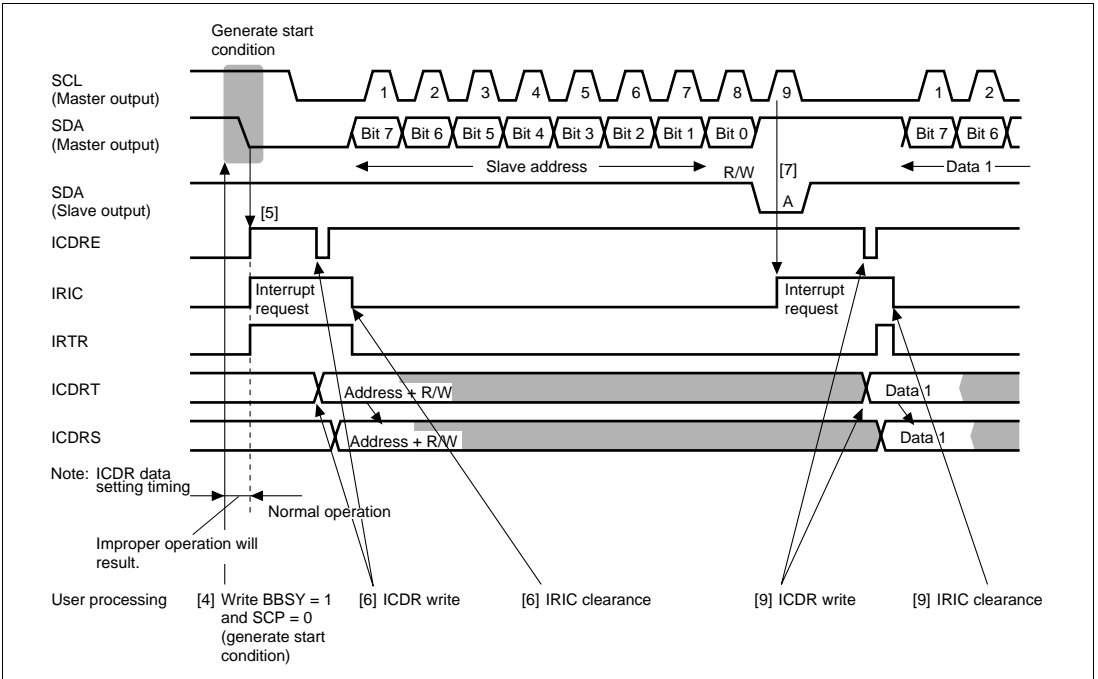 Generate start
condition
SCL
(Master output)
1 2 3 4 5 6 7 8 9 1 2
SDA
(Master output)
Bit 7 Bit 6 Bit 5 Bit 4 Bit 3 Bit 2 Bit 1 Bit 0 Bit 7 Bit 6
Slave address R/W [7] Data 1
SDA
(Slave output)
A
[5]
ICDRE
IRIC
Interrupt
request
Interrupt
request
IRTR
ICDRT
Address + R/W Data 1
ICDRS
Address + R/W Data 1
Note: ICDR data
setting timing
Normal operation
Improper operation will
result.
User processing [4] Write BBSY = 1
and SCP = 0
(generate start
condition)
[6] ICDR write [6] IRIC clearance [9] ICDR write [9] IRIC clearance